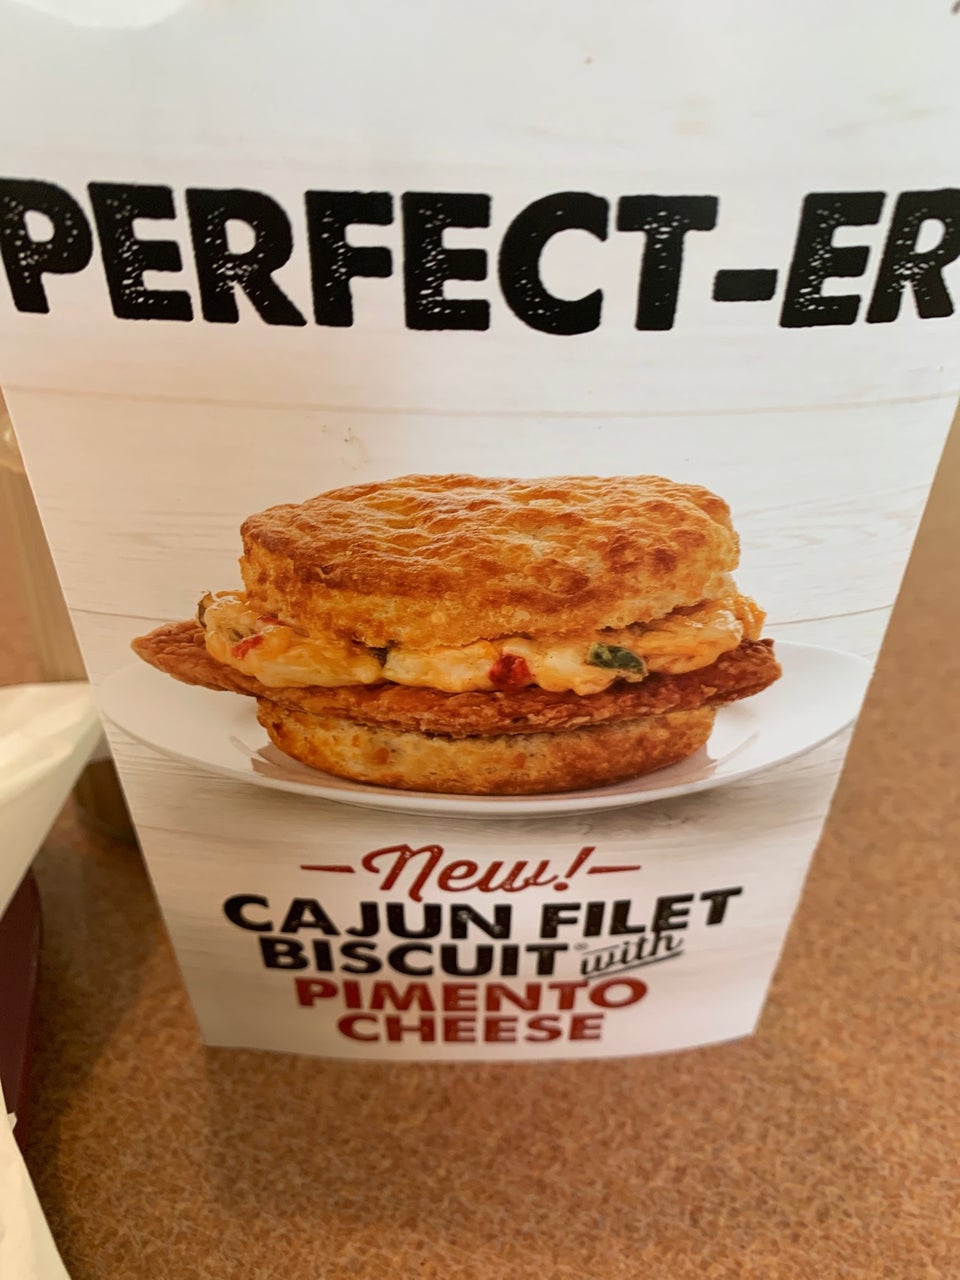 PERFECT-ER
New!
CAJUN FILET
BISCUIT® with
PIMENTO
CHEESE